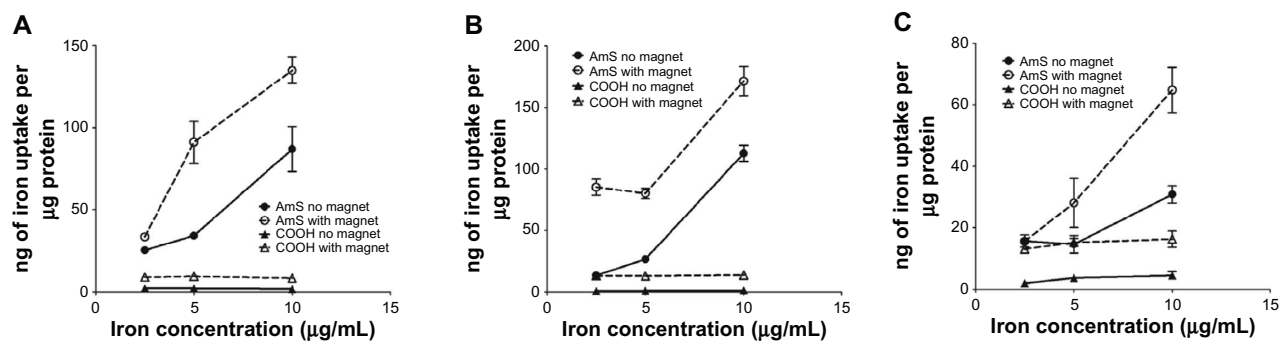 A
ng of iron uptake per
μg protein
150
100
50
0
0
5
10
15
AmS no magnet
AmS with magnet
COOH no magnet
COOH with magnet
Iron concentration (μg/mL)
B
ng of iron uptake per
μg protein
200
150
100
50
0
0
5
10
15
AmS no magnet
AmS with magnet
COOH no magnet
COOH with magnet
Iron concentration (μg/mL)
C
ng of iron uptake per
μg protein
80
60
40
20
0
0
5
10
15
AmS no magnet
AmS with magnet
COOH no magnet
COOH with magnet
Iron concentration (μg/mL)